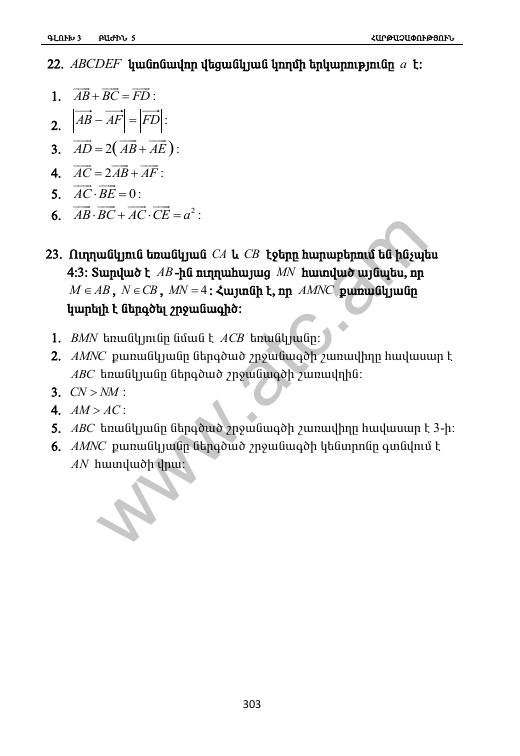 ԳԼՈՒԽ 3 ԲԱԺԻՆ 5 ՀԱՐԹԱՉԱՓՈՒԹՅՈՒՆ
22. ABCDEF կանոնավոր վեցանկյան կողմի երկարությունը a է:
1. $\overrightarrow{AB}+\overrightarrow{BC}=\overrightarrow{FD}$:
2. $|\overrightarrow{AB}-\overrightarrow{AF}|=|\overrightarrow{FD}|$:
3. $\overrightarrow{AD}=2(\overrightarrow{AB}+\overrightarrow{AE})$:
4. $\overrightarrow{AC}=2\overrightarrow{AB}+\overrightarrow{AF}$:
5. $\overrightarrow{AC}\cdot\overrightarrow{BE}=0$:
6. $\overrightarrow{AB}\cdot\overrightarrow{BC}+\overrightarrow{AC}\cdot\overrightarrow{CE}=a^2$:
23. Ուղղանկյուն եռանկյան CA և CB էջերը հարաբերում են ինչպես
4:3: Տարված է AB-ին ուղղահայաց MN հատված այնպես, որ
M ∈ AB, N ∈ CB, MN = 4: Հայտնի է, որ AMNC քառանկյանը
կարելի է ներգծել շրջանագիծ:
1. BMN եռանկյունը նման է ACB եռանկյանը:
2. AMNC քառանկյանը ներգծած շրջանագծի շառավիղը հավասար է
ABC եռանկյանը ներգծած շրջանագծի շառավղին:
3. CN > NM:
4. AM > AC:
5. ABC եռանկյանը ներգծած շրջանագծի շառավիղը հավասար է 3-ի:
6. AMNC քառանկյանը ներգծած շրջանագծի կենտրոնը գտնվում է
AN հատվածի վրա:
www.atc.am
303